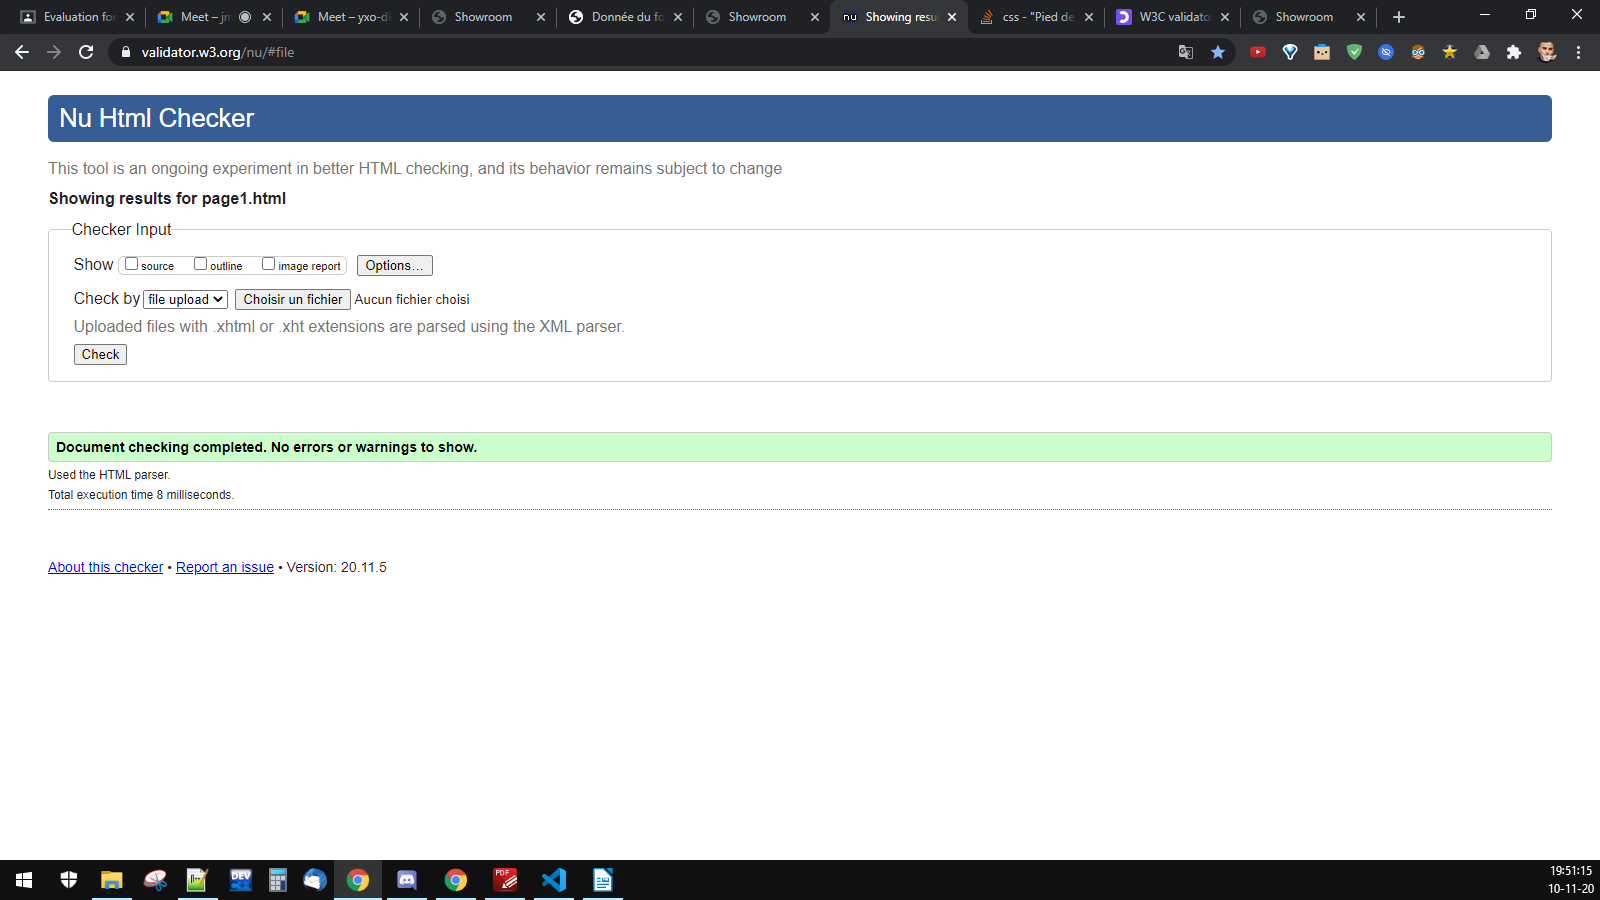 Evaluation for
Meet – jn
Meet – yxo-d
Showroom
Donnée du fo
Showroom
nu Showing resu
css - "Pied de
W3C validato
Showroom
validator.w3.org/nu/#file
Nu Html Checker
This tool is an ongoing experiment in better HTML checking, and its behavior remains subject to change
Showing results for page1.html
Checker Input
Show source outline image report Options...
Check by file upload Choisir un fichier Aucun fichier choisi
Uploaded files with .xhtml or .xht extensions are parsed using the XML parser.
Check
Document checking completed. No errors or warnings to show.
Used the HTML parser.
Total execution time 8 milliseconds.
About this checker • Report an issue • Version: 20.11.5
DEV
PDF
19:51:15
10-11-20